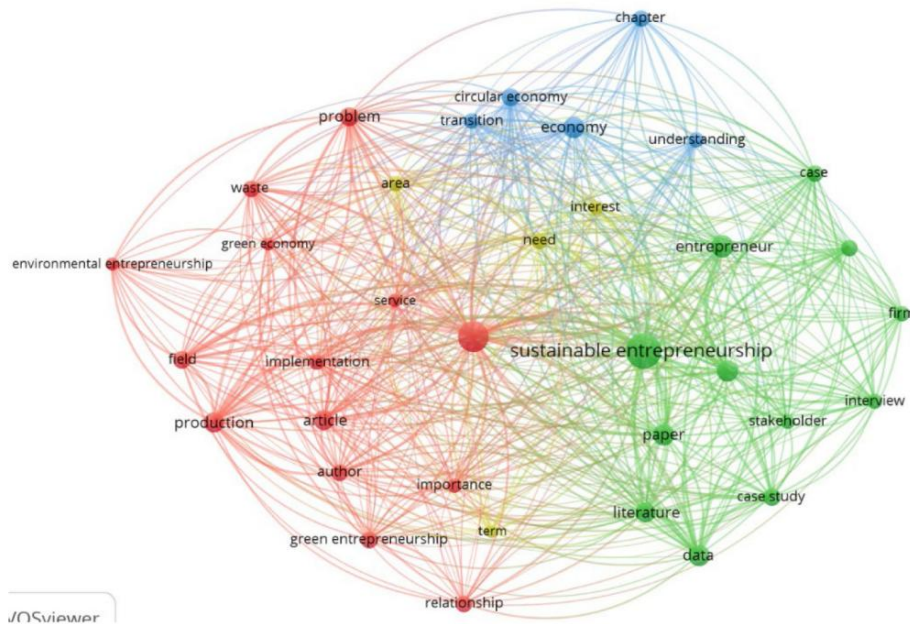 chapter
circular economy
transition
economy
problem
understanding
case
area
waste
interest
need
entrepreneur
green economy
environmental entrepreneurship
service
firm
sustainable entrepreneurship
field
implementation
interview
production
article
stakeholder
paper
author
importance
case study
literature
term
green entrepreneurship
data
relationship
VOSviewer